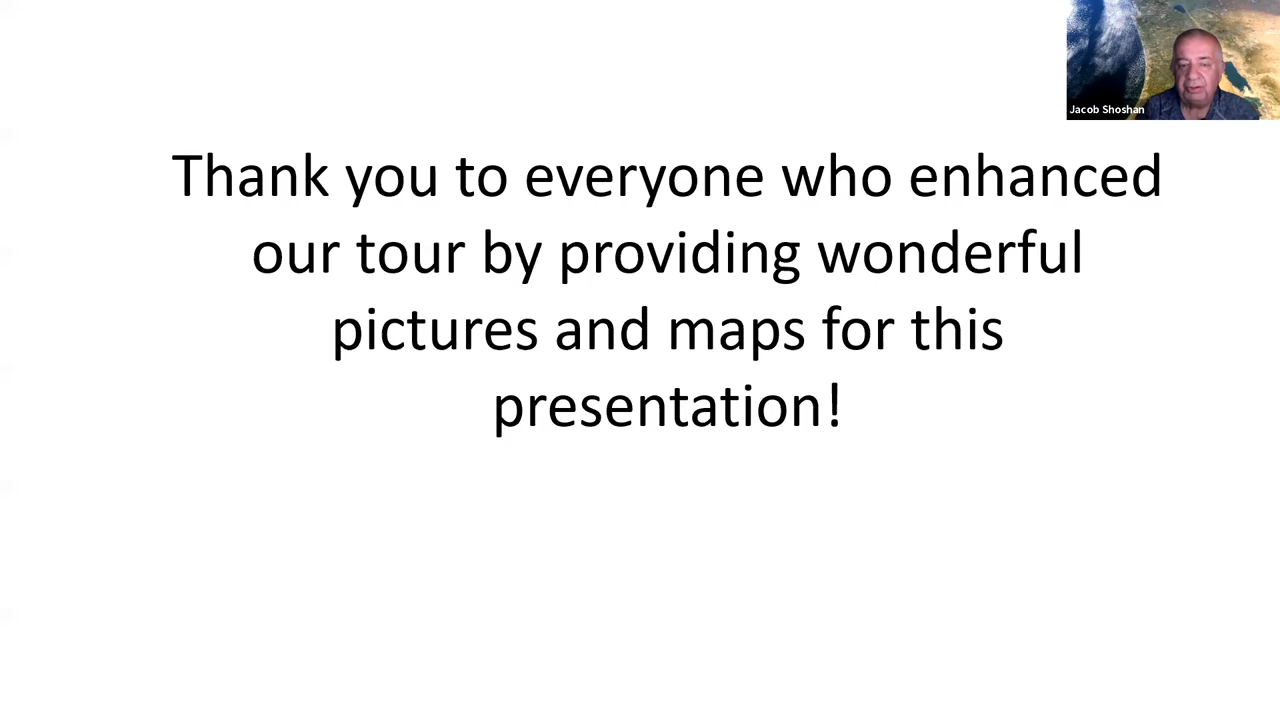 Jacob Shoshan
Thank you to everyone who enhanced
our tour by providing wonderful
pictures and maps for this
presentation!